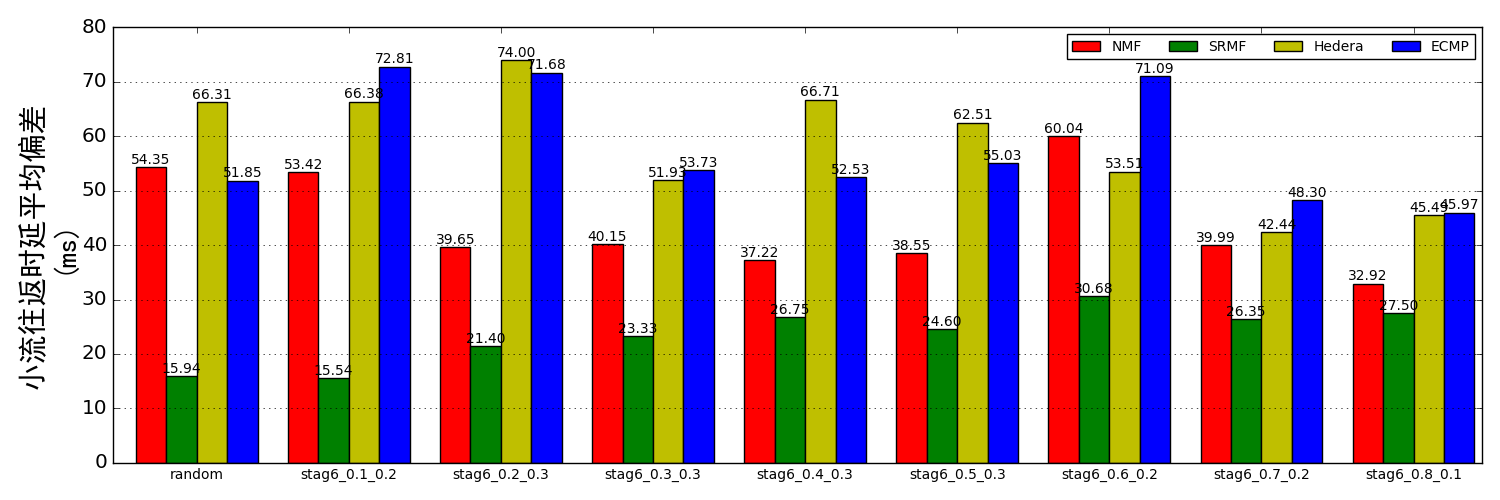 小流往返时延平均偏差
(ms)
80
70
60
50
40
30
20
10
0
NMF SRMF Hedera ECMP
54.35 15.94 66.31 51.85
53.42 15.54 66.38 72.81
39.65 21.40 74.00 71.68
40.15 23.33 51.93 53.73
37.22 26.75 66.71 52.53
38.55 24.60 62.51 55.03
60.04 30.68 53.51 71.09
39.99 26.35 42.44 48.30
32.92 27.50 45.49 45.97
random stag6_0.1_0.2 stag6_0.2_0.3 stag6_0.3_0.3 stag6_0.4_0.3 stag6_0.5_0.3 stag6_0.6_0.2 stag6_0.7_0.2 stag6_0.8_0.1